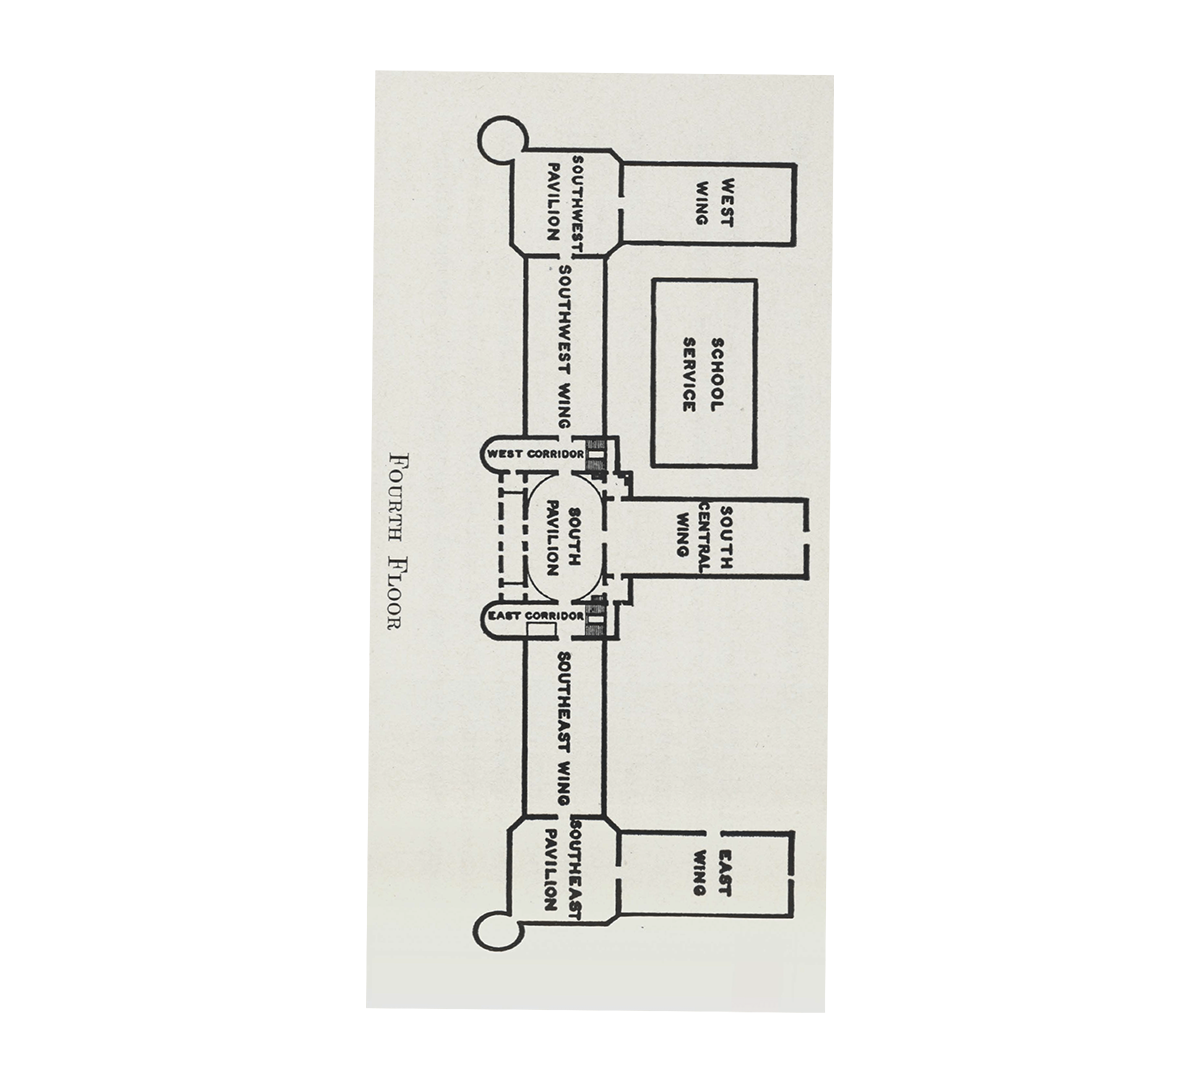 WEST
WING
SOUTHWEST
PAVILION
SCHOOL
SERVICE
SOUTHWEST WING
WEST CORRIDOR
SOUTH
CENTRAL
WING
SOUTH
PAVILION
EAST CORRIDOR
SOUTHEAST WING
EAST
WING
SOUTHEAST
PAVILION
FOURTH FLOOR